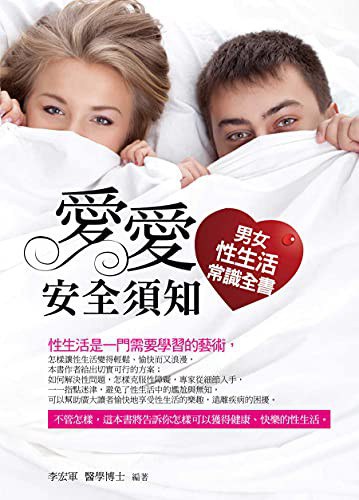 愛愛
安全須知
男女
性生活
常識全書
性生活是一門需要學習的藝術，
怎樣讓性生活變得輕鬆、愉快而又浪漫，
本書作者給出切實可行的方案；
如何解決性問題，怎樣克服性障礙，專家從細節入手，
一一指點迷津，避免了性生活中的尷尬與無知，
可以幫助廣大讀者愉快地享受性生活的樂趣，遠離疾病的困擾。
不管怎樣，這本書將告訴你怎樣可以獲得健康、快樂的性生活。
李宏軍 醫學博士 編著